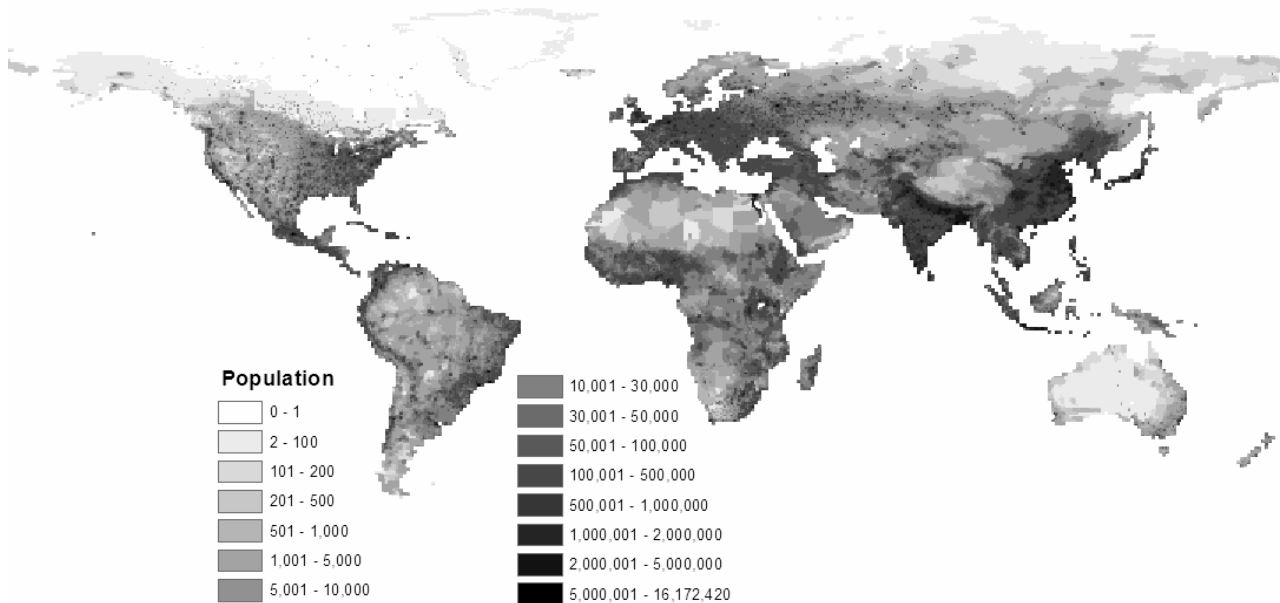 Population
0 - 1
2 - 100
101 - 200
201 - 500
501 - 1,000
1,001 - 5,000
5,001 - 10,000
10,001 - 30,000
30,001 - 50,000
50,001 - 100,000
100,001 - 500,000
500,001 - 1,000,000
1,000,001 - 2,000,000
2,000,001 - 5,000,000
5,000,001 - 16,172,420